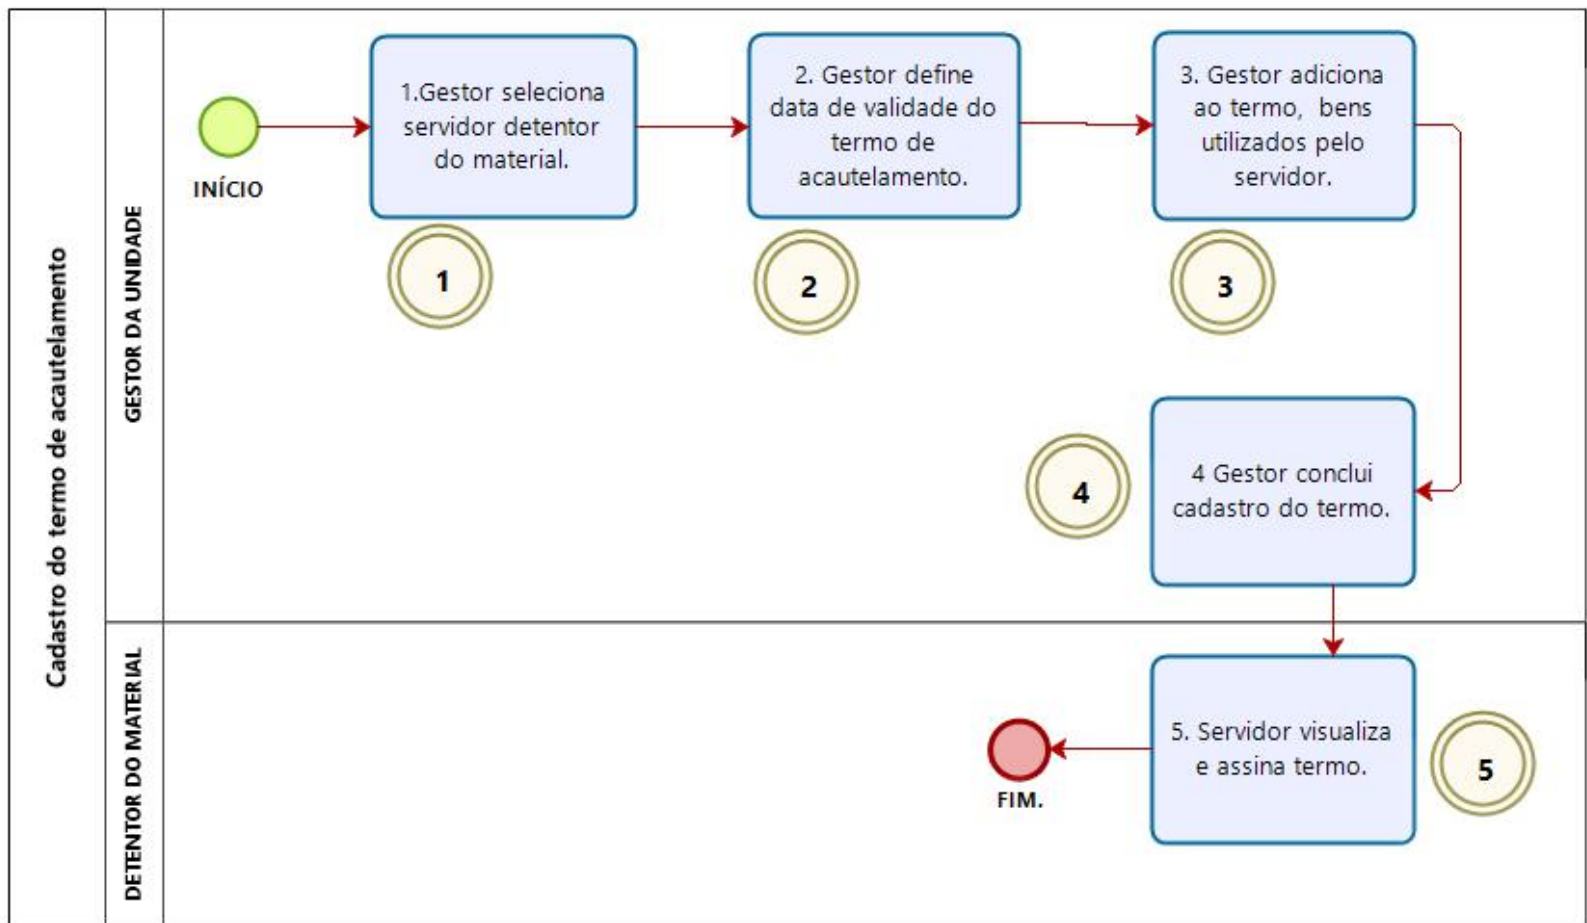 Cadastro do termo de acautelamento
GESTOR DA UNIDADE
INÍCIO
1.Gestor seleciona
servidor detentor
do material.
1
2. Gestor define
data de validade do
termo de
acautelamento.
2
3. Gestor adiciona
ao termo, bens
utilizados pelo
servidor.
3
4 Gestor conclui
cadastro do termo.
4
DETENTOR DO MATERIAL
5. Servidor visualiza
e assina termo.
5
FIM.